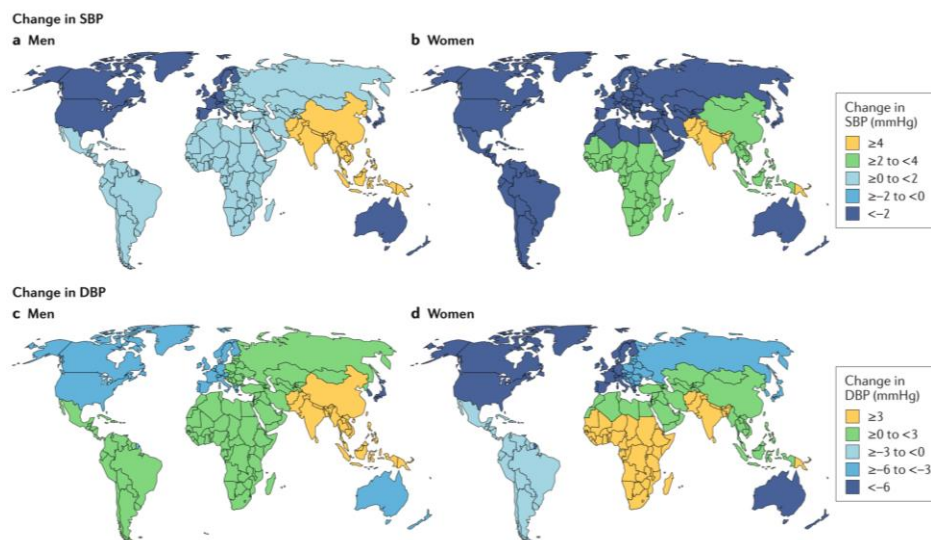 Change in SBP
a Men
b Women
Change in
SBP (mmHg)
≥4
≥2 to <4
≥0 to <2
≥−2 to <0
<−2
Change in DBP
c Men
d Women
Change in
DBP (mmHg)
≥3
≥0 to <3
≥−3 to <0
≥−6 to <−3
<−6